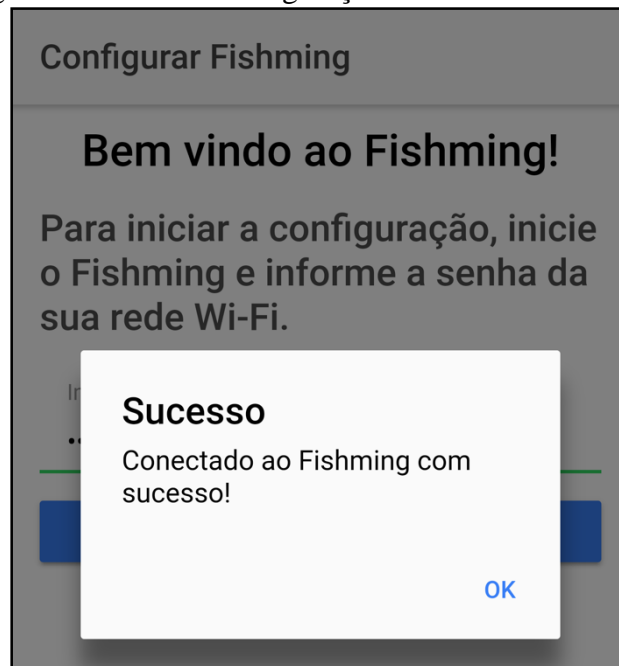 Configurar Fishming
Bem vindo ao Fishming!
Para iniciar a configuração, inicie
o Fishming e informe a senha da
sua rede Wi-Fi.
Sucesso
Conectado ao Fishming com
sucesso!
OK